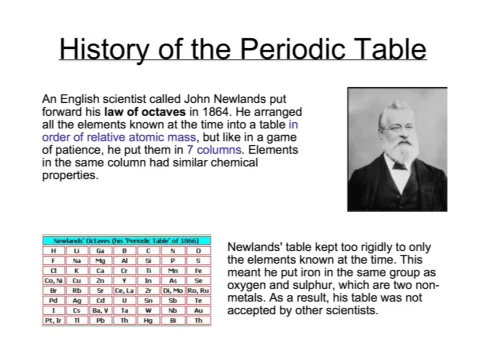 History of the Periodic Table
An English scientist called John Newlands put
forward his law of octaves in 1864. He arranged
all the elements known at the time into a table in
order of relative atomic mass, but like in a game
of patience, he put them in 7 columns. Elements
in the same column had similar chemical
properties.
Newlands' Octaves (his 'Periodic Table' of 1866)
H Li Ga B C N O
F Na Mg Al Si P S
Cl K Ca Cr Ti Mn Fe
Co, Ni Cu Zn Y In As Se
Br Rb Sr Ce, La Zr Di, Mo Ro, Ru
Pd Ag Cd U Sn Sb Te
I Cs Ba, V Ta W Nb Au
Pt, Ir Tl Pb Th Hg Bi Th
Newlands' table kept too rigidly to only
the elements known at the time. This
meant he put iron in the same group as
oxygen and sulphur, which are two non-
metals. As a result, his table was not
accepted by other scientists.